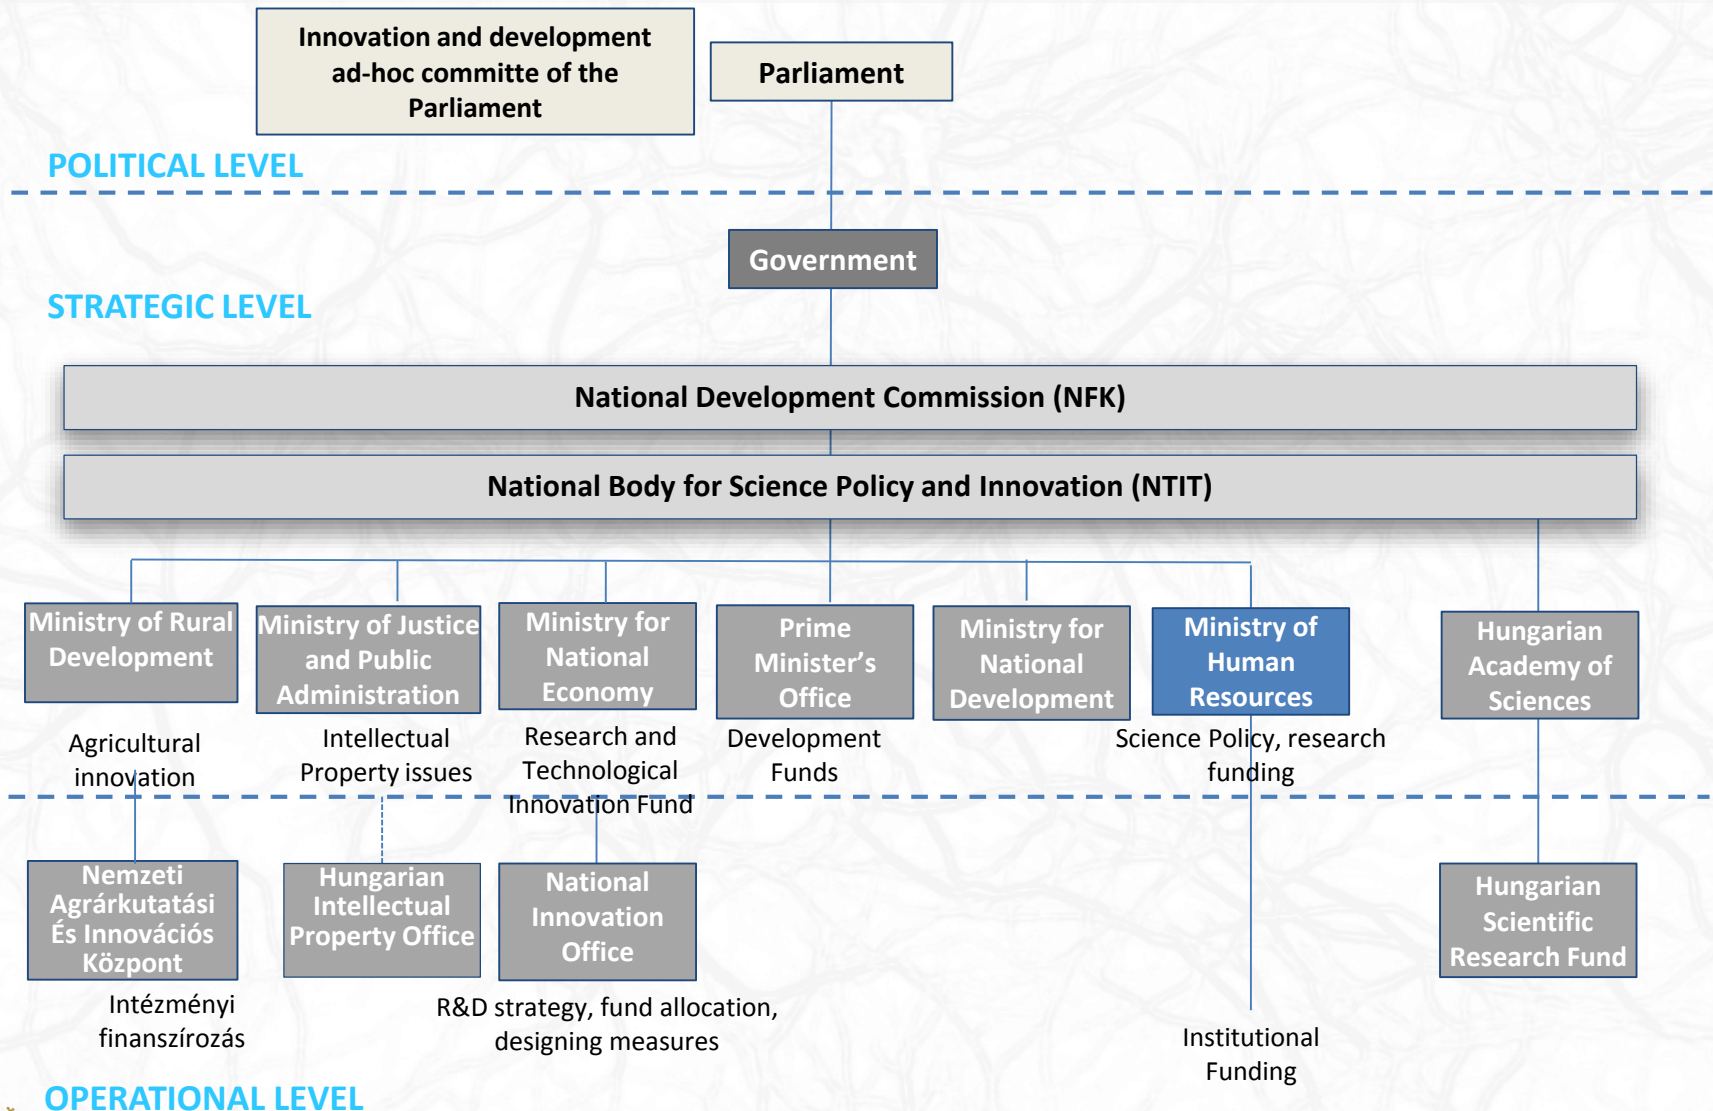 Innovation and development
ad-hoc committe of the
Parliament
Parliament
POLITICAL LEVEL
Government
STRATEGIC LEVEL
National Development Commission (NFK)
National Body for Science Policy and Innovation (NTIT)
Ministry of Rural
Development
Ministry of Justice
and Public
Administration
Ministry for
National
Economy
Prime
Minister’s
Office
Ministry for
National
Development
Ministry of
Human
Resources
Hungarian
Academy of
Sciences
Agricultural
innovation
Intellectual
Property issues
Research and
Technological
Innovation Fund
Development
Funds
Science Policy, research
funding
Nemzeti
Agrárkutatási
És Innovációs
Központ
Hungarian
Intellectual
Property Office
National
Innovation
Office
Hungarian
Scientific
Research Fund
Intézményi
finanszírozás
R&D strategy, fund allocation,
designing measures
Institutional
Funding
OPERATIONAL LEVEL